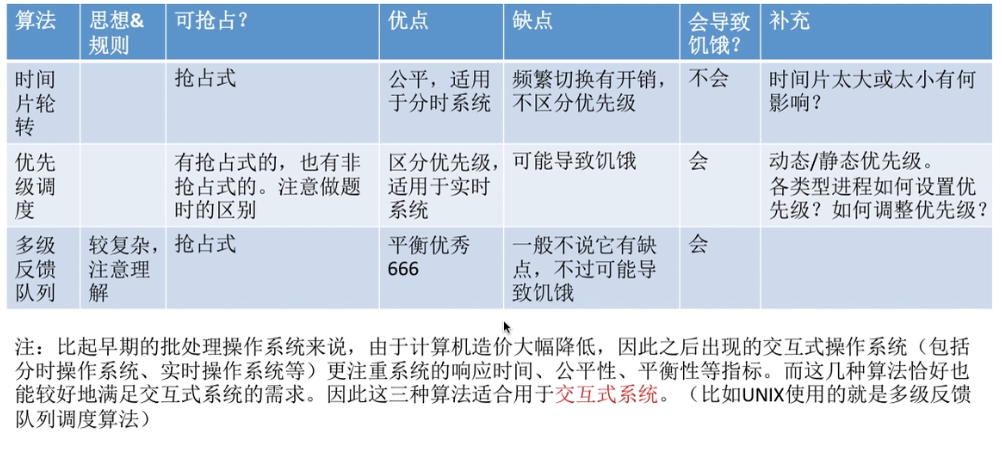 算法
思想&
规则
可抢占？
优点
缺点
会导致
饥饿？
补充
时间
片轮
转
抢占式
公平，适用
于分时系统
频繁切换有开销，
不区分优先级
不会
时间片太大或太小有何
影响？
优先
级调
度
有抢占式的，也有非
抢占式的。注意做题
时的区别
区分优先级，
适用于实时
系统
可能导致饥饿
会
动态/静态优先级。
各类型进程如何设置优
先级？如何调整优先级？
多级
反馈
队列
较复杂，
注意理
解
抢占式
平衡优秀
666
一般不说它有缺
点，不过可能导
致饥饿
会
注：比起早期的批处理操作系统来说，由于计算机造价大幅降低，因此之后出现的交互式操作系统（包括
分时操作系统、实时操作系统等）更注重系统的响应时间、公平性、平衡性等指标。而这几种算法恰好也
能较好地满足交互式系统的需求。因此这三种算法适合用于交互式系统。（比如UNIX使用的就是多级反馈
队列调度算法）